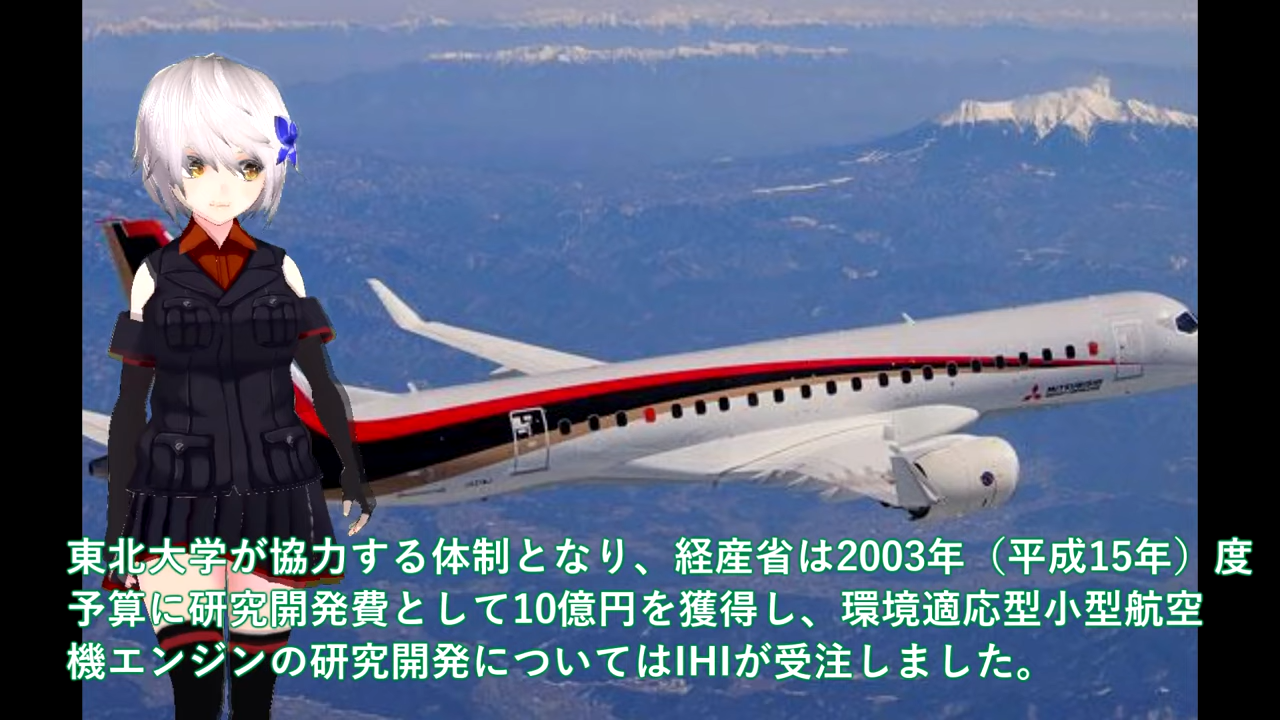 MITSUBISHI
東北大学が協力する体制となり、経産省は2003年（平成15年）度
予算に研究開発費として10億円を獲得し、環境適応型小型航空
機エンジンの研究開発についてはIHIが受注しました。